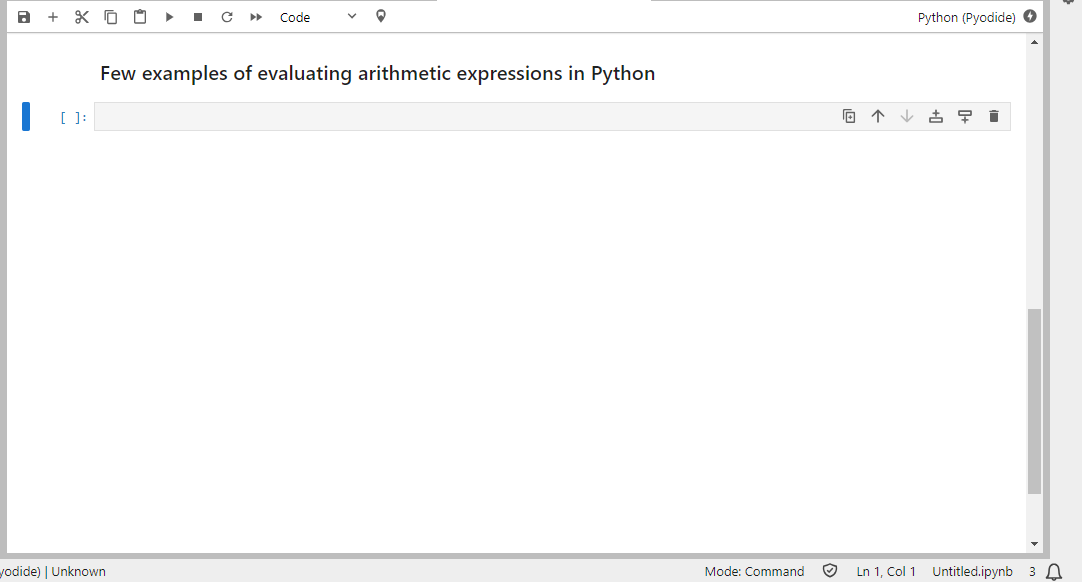 Code
Python (Pyodide)
Few examples of evaluating arithmetic expressions in Python
[ ]:
yodide) | Unknown
Mode: Command
Ln 1, Col 1
Untitled.ipynb
3